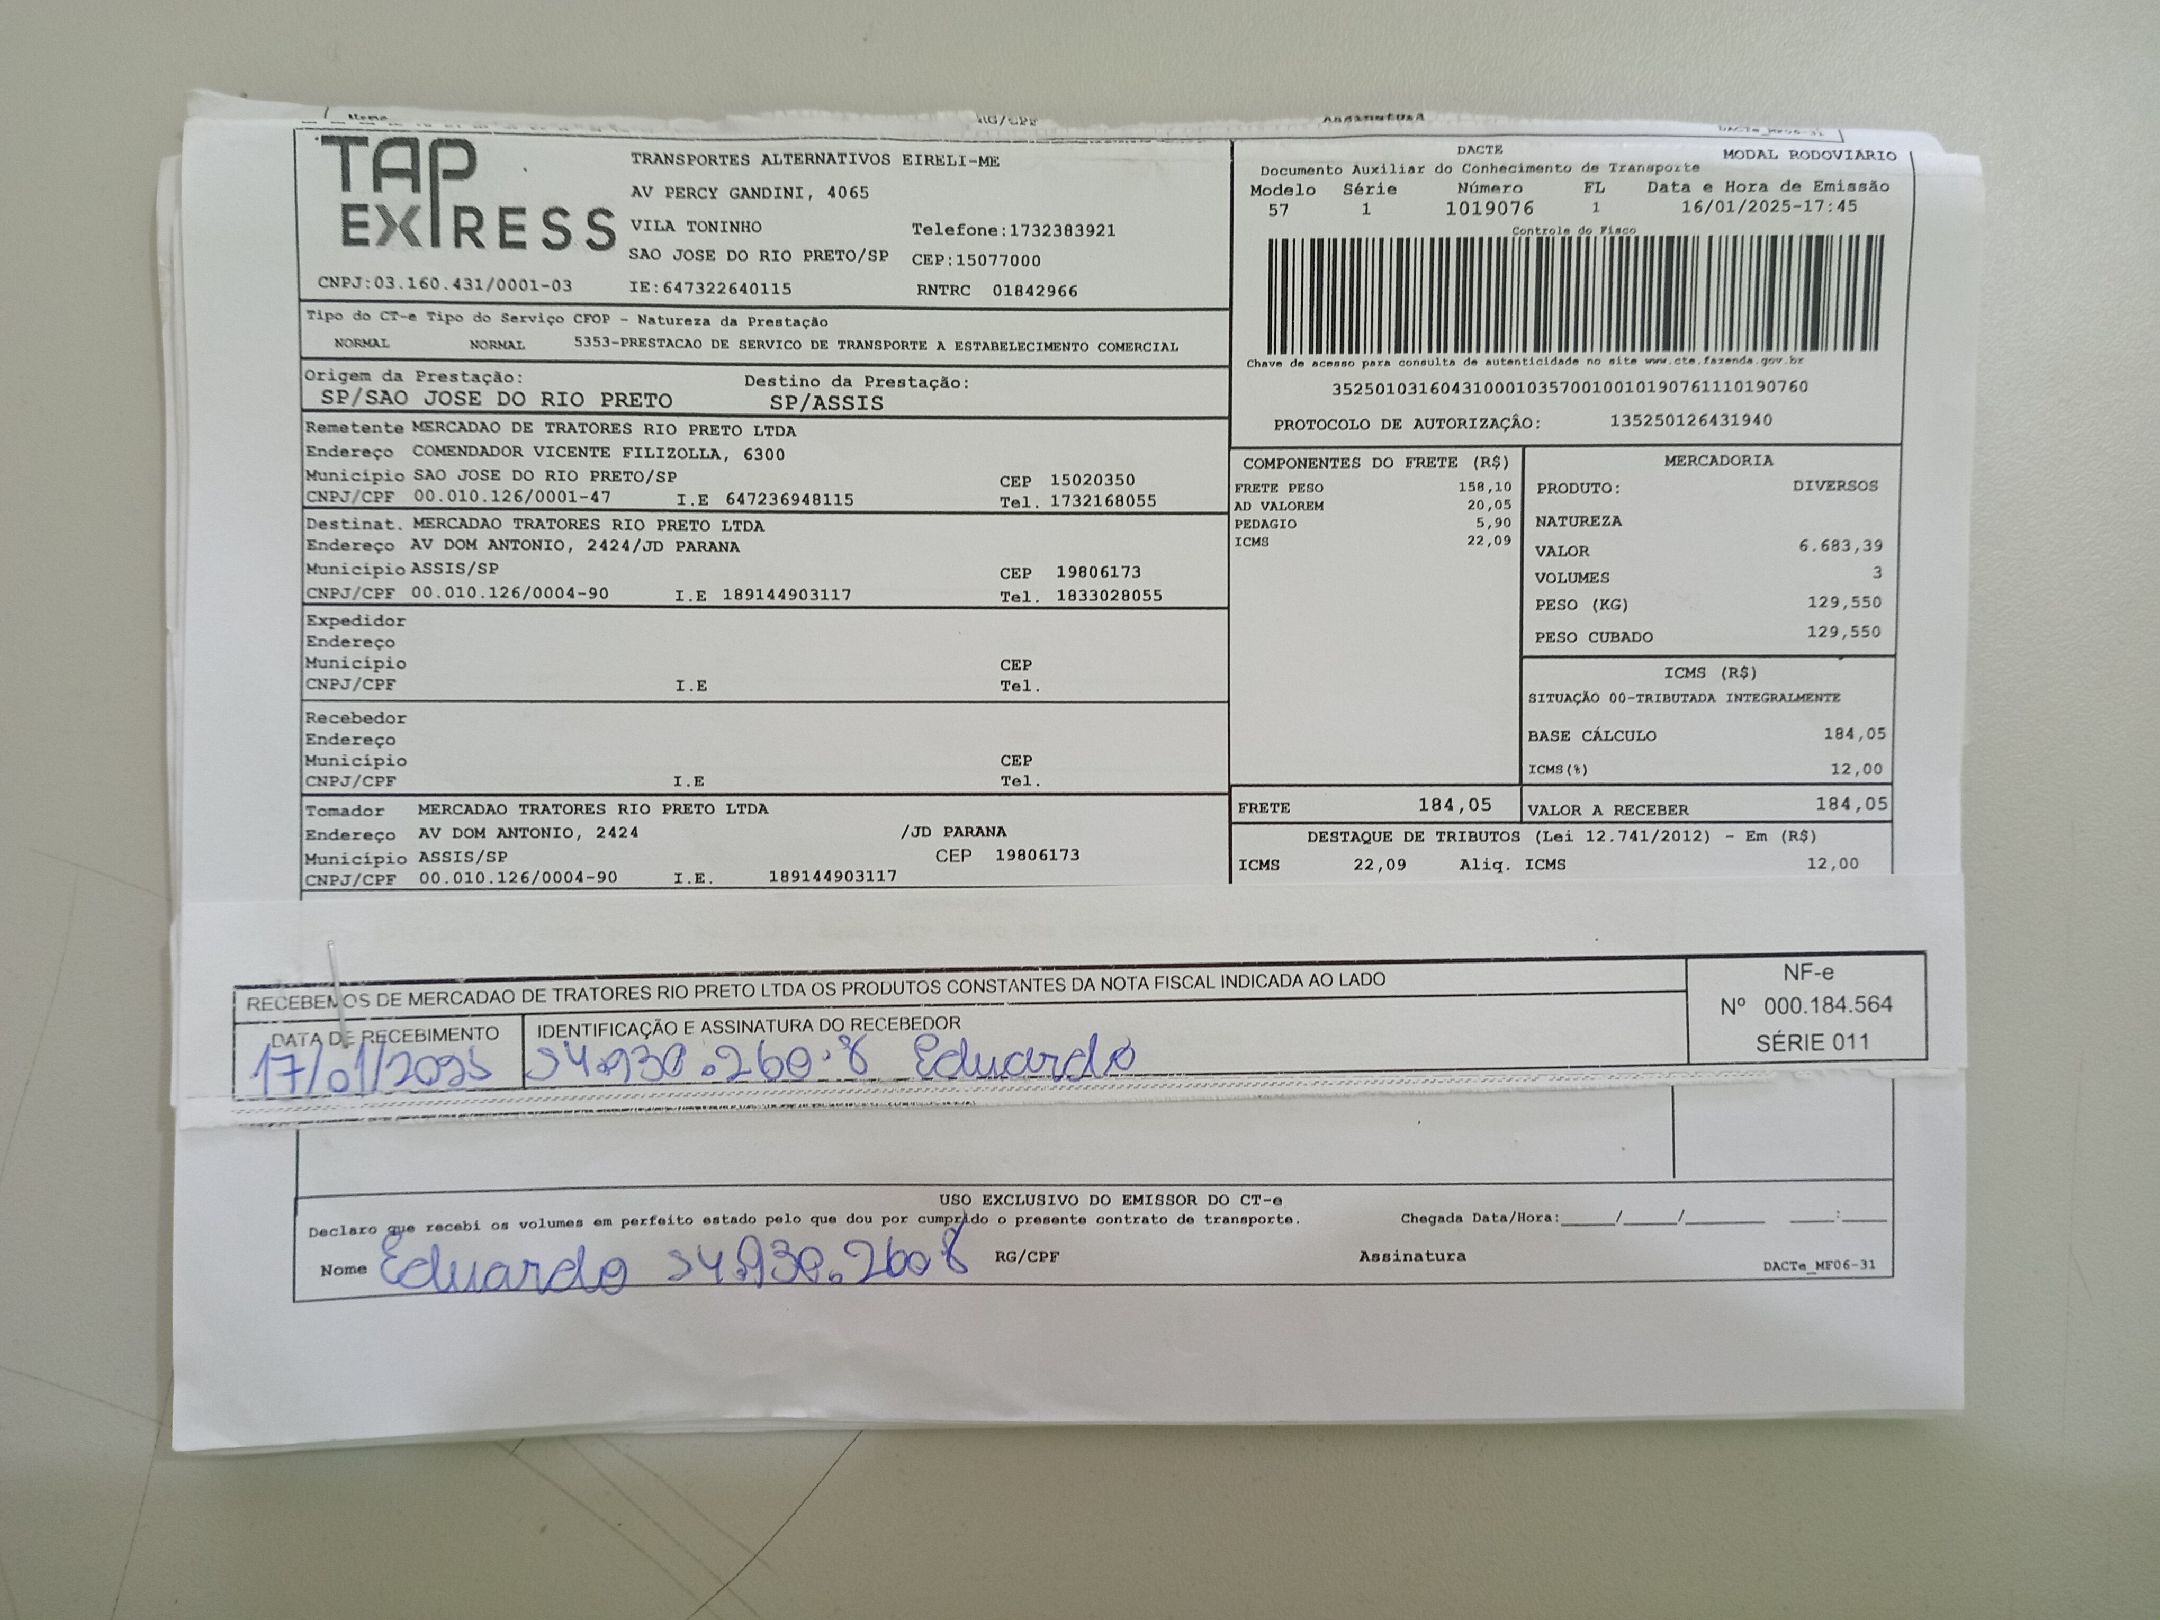 Nome RG/CPF Assinatura
DACTe_MF06-31
TAP EXPRESS
CNPJ:03.160.431/0001-03
TRANSPORTES ALTERNATIVOS EIRELI-ME
AV PERCY GANDINI, 4065
VILA TONINHO Telefone:1732383921
SAO JOSE DO RIO PRETO/SP CEP:15077000
IE:647322640115 RNTRC 01842966
DACTE
Documento Auxiliar do Conhecimento de Transporte MODAL RODOVIÁRIO
Modelo Série Número FL Data e Hora de Emissão
57 1 1019076 1 16/01/2025-17:45
Controle do Fisco
Chave de acesso para consulta de autenticidade no site www.cte.fazenda.gov.br
35250103160431000103570010010190761110190760
PROTOCOLO DE AUTORIZAÇÂO: 135250126431940
Tipo do CT-e Tipo do Serviço CFOP - Natureza da Prestação
NORMAL NORMAL 5353-PRESTACAO DE SERVICO DE TRANSPORTE A ESTABELECIMENTO COMERCIAL
Origem da Prestação: Destino da Prestação:
SP/SAO JOSE DO RIO PRETO SP/ASSIS
Remetente MERCADAO DE TRATORES RIO PRETO LTDA
Endereço COMENDADOR VICENTE FILIZOLLA, 6300
Município SAO JOSE DO RIO PRETO/SP CEP 15020350
CNPJ/CPF 00.010.126/0001-47 I.E 647236948115 Tel. 1732168055
Destinat. MERCADAO TRATORES RIO PRETO LTDA
Endereço AV DOM ANTONIO, 2424/JD PARANA
Município ASSIS/SP CEP 19806173
CNPJ/CPF 00.010.126/0004-90 I.E 189144903117 Tel. 1833028055
Expedidor
Endereço
Município CEP
CNPJ/CPF I.E Tel.
Recebedor
Endereço
Município CEP
CNPJ/CPF I.E Tel.
Tomador MERCADAO TRATORES RIO PRETO LTDA
Endereço AV DOM ANTONIO, 2424 /JD PARANA
Município ASSIS/SP CEP 19806173
CNPJ/CPF 00.010.126/0004-90 I.E. 189144903117
COMPONENTES DO FRETE (R$)
FRETE PESO 158,10
AD VALOREM 20,05
PEDAGIO 5,90
ICMS 22,09
MERCADORIA
PRODUTO: DIVERSOS
NATUREZA
VALOR 6.683,39
VOLUMES 3
PESO (KG) 129,550
PESO CUBADO 129,550
ICMS (R$)
SITUAÇÃO 00-TRIBUTADA INTEGRALMENTE
BASE CÁLCULO 184,05
ICMS(%) 12,00
FRETE 184,05 VALOR A RECEBER 184,05
DESTAQUE DE TRIBUTOS (Lei 12.741/2012) - Em (R$)
ICMS 22,09 Aliq. ICMS 12,00
RECEBEMOS DE MERCADAO DE TRATORES RIO PRETO LTDA OS PRODUTOS CONSTANTES DA NOTA FISCAL INDICADA AO LADO
DATA DE RECEBIMENTO IDENTIFICAÇÃO E ASSINATURA DO RECEBEDOR
17/01/2025 54.930.260.8 Eduardo
NF-e
Nº 000.184.564
SÉRIE 011
USO EXCLUSIVO DO EMISSOR DO CT-e
Declaro que recebi os volumes em perfeito estado pelo que dou por cumprido o presente contrato de transporte. Chegada Data/Hora:_____/_____/________ ____:____
Nome Eduardo 54.930.260 8 RG/CPF Assinatura
DACTe_MF06-31